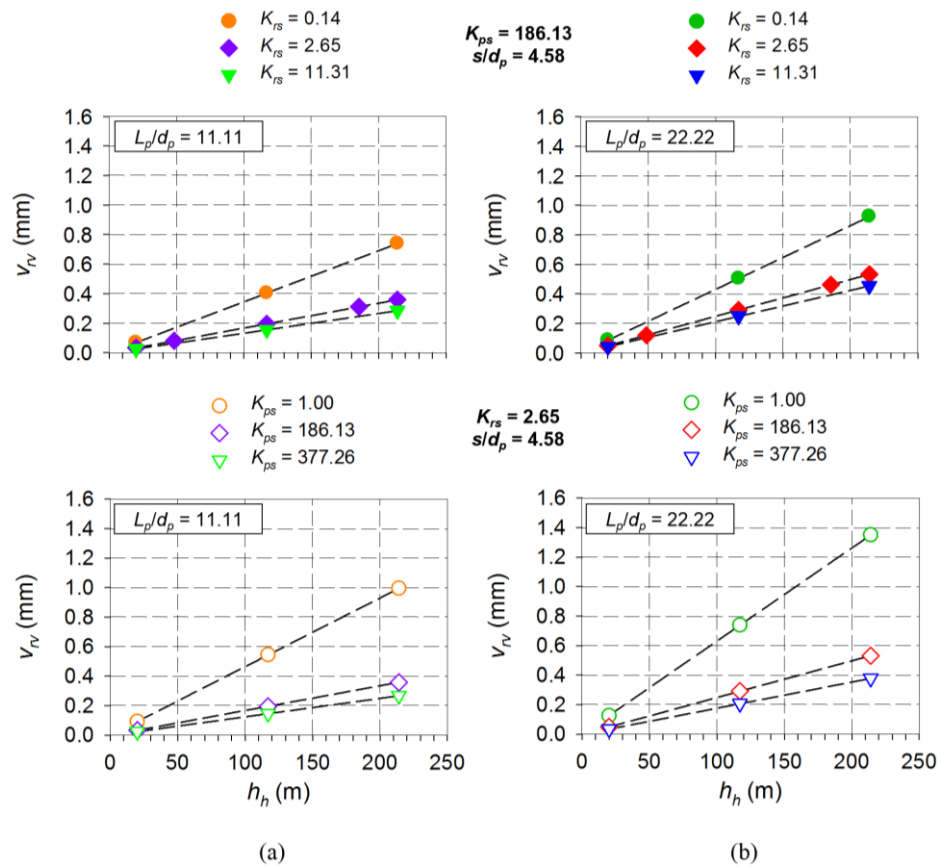 K_rs = 0.14
K_rs = 2.65
K_rs = 11.31
K_ps = 186.13
s/d_p = 4.58
K_rs = 0.14
K_rs = 2.65
K_rs = 11.31
L_p/d_p = 11.11
1.6
1.4
1.2
1.0
0.8
0.6
0.4
0.2
0.0
v_rv (mm)
L_p/d_p = 22.22
1.6
1.4
1.2
1.0
0.8
0.6
0.4
0.2
0.0
v_rv (mm)
K_ps = 1.00
K_ps = 186.13
K_ps = 377.26
K_rs = 2.65
s/d_p = 4.58
K_ps = 1.00
K_ps = 186.13
K_ps = 377.26
L_p/d_p = 11.11
1.6
1.4
1.2
1.0
0.8
0.6
0.4
0.2
0.0
v_rv (mm)
0 50 100 150 200 250
h_h (m)
L_p/d_p = 22.22
1.6
1.4
1.2
1.0
0.8
0.6
0.4
0.2
0.0
v_rv (mm)
0 50 100 150 200 250
h_h (m)
(a)
(b)